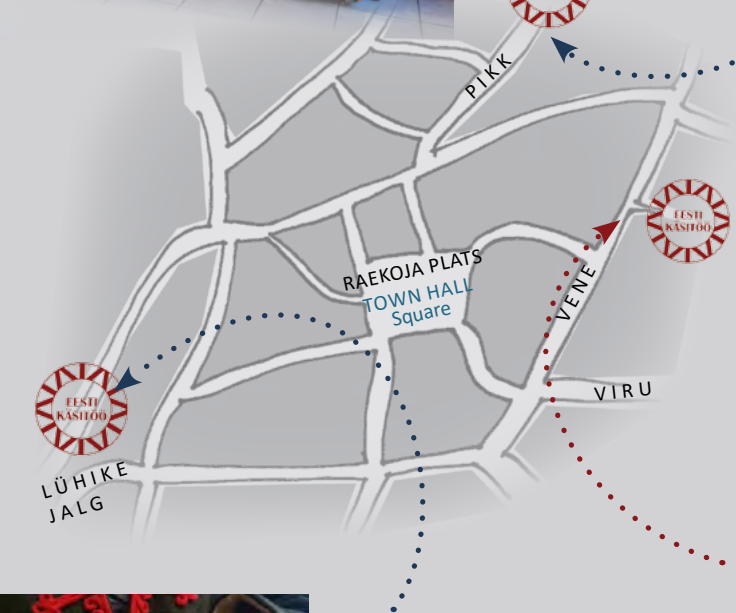 PIKK
EESTI
KÄSITÖÖ
RAEKOJA PLATS
TOWN HALL
Square
VENE
VIRU
EESTI
KÄSITÖÖ
LÜHIKE
JALG